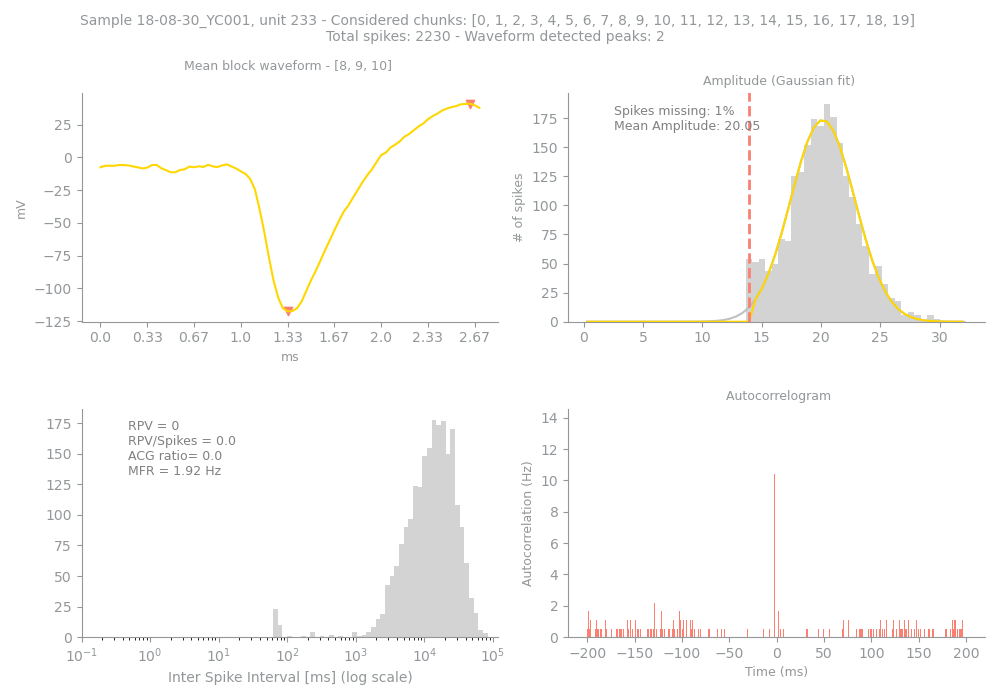 Sample 18-08-30_YC001, unit 233 - Considered chunks: [0, 1, 2, 3, 4, 5, 6, 7, 8, 9, 10, 11, 12, 13, 14, 15, 16, 17, 18, 19]
Total spikes: 2230 - Waveform detected peaks: 2
Mean block waveform - [8, 9, 10]
mV
25
0
−25
−50
−75
−100
−125
0.0 0.33 0.67 1.0 1.33 1.67 2.0 2.33 2.67
ms
Amplitude (Gaussian fit)
Spikes missing: 1%
Mean Amplitude: 20.05
# of spikes
175
150
125
100
75
50
25
0
0 5 10 15 20 25 30
RPV = 0
RPV/Spikes = 0.0
ACG ratio= 0.0
MFR = 1.92 Hz
175
150
125
100
75
50
25
0
10⁻¹ 10⁰ 10¹ 10² 10³ 10⁴ 10⁵
Inter Spike Interval [ms] (log scale)
Autocorrelogram
Autocorrelation (Hz)
14
12
10
8
6
4
2
0
−200 −150 −100 −50 0 50 100 150 200
Time (ms)